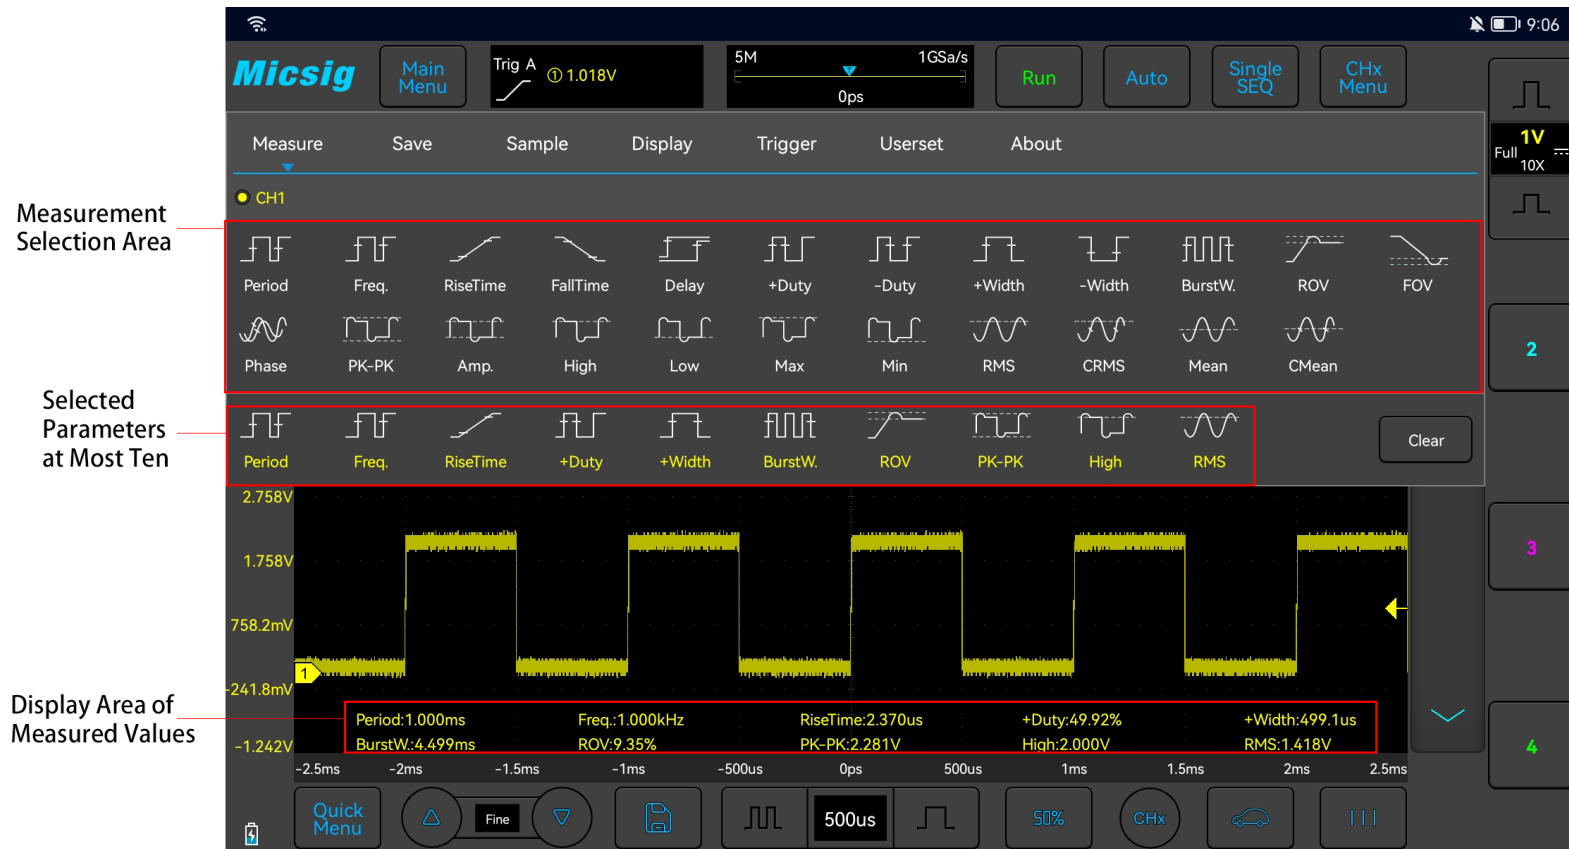 9:06
Micsig
Main
Menu
Trig A
① 1.018V
5M
1GSa/s
T
0ps
Run
Auto
Single
SEQ
CHx
Menu
Measure Save Sample Display Trigger Userset About
1V
Full
10X
CH1
Measurement
Selection Area
Period Freq. RiseTime FallTime Delay +Duty -Duty +Width -Width BurstW. ROV FOV
Phase PK-PK Amp. High Low Max Min RMS CRMS Mean CMean
2
Selected
Parameters
at Most Ten
Period Freq. RiseTime +Duty +Width BurstW. ROV PK-PK High RMS
Clear
2.758V
1.758V
758.2mV
1
-241.8mV
-1.242V
3
4
Display Area of
Measured Values
Period:1.000ms Freq.:1.000kHz RiseTime:2.370us +Duty:49.92% +Width:499.1us
BurstW.:4.499ms ROV:9.35% PK-PK:2.281V High:2.000V RMS:1.418V
-2.5ms -2ms -1.5ms -1ms -500us 0ps 500us 1ms 1.5ms 2ms 2.5ms
Quick
Menu
Fine
500us
50%
CHx